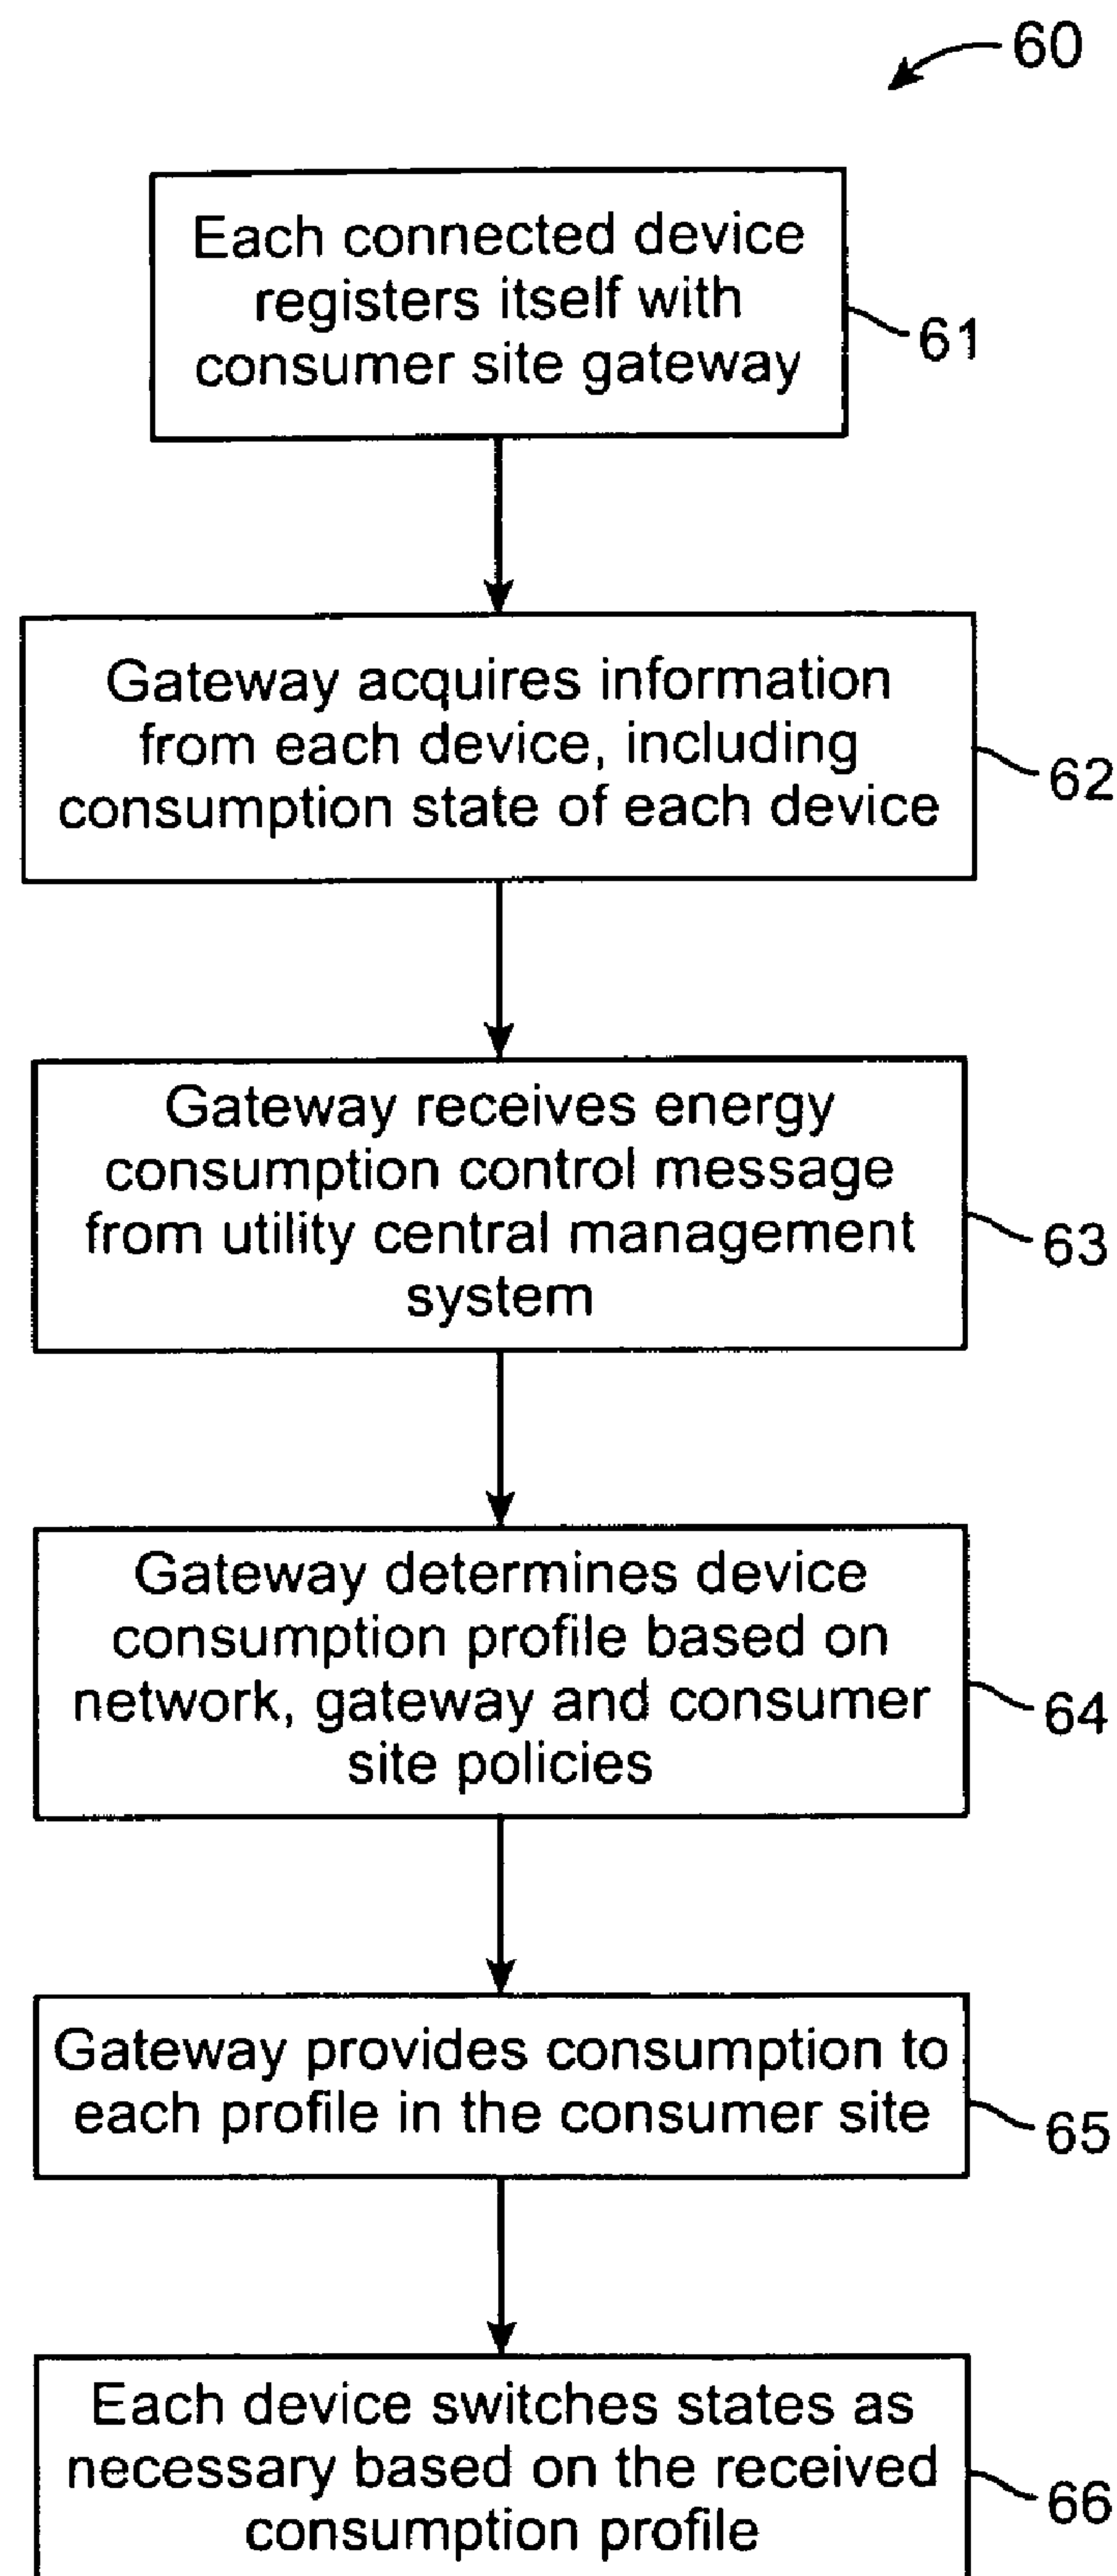 60
Each connected device
registers itself with
consumer site gateway
61
Gateway acquires information
from each device, including
consumption state of each device
62
Gateway receives energy
consumption control message
from utility central management
system
63
Gateway determines device
consumption profile based on
network, gateway and consumer
site policies
64
Gateway provides consumption to
each profile in the consumer site
65
Each device switches states as
necessary based on the received
consumption profile
66